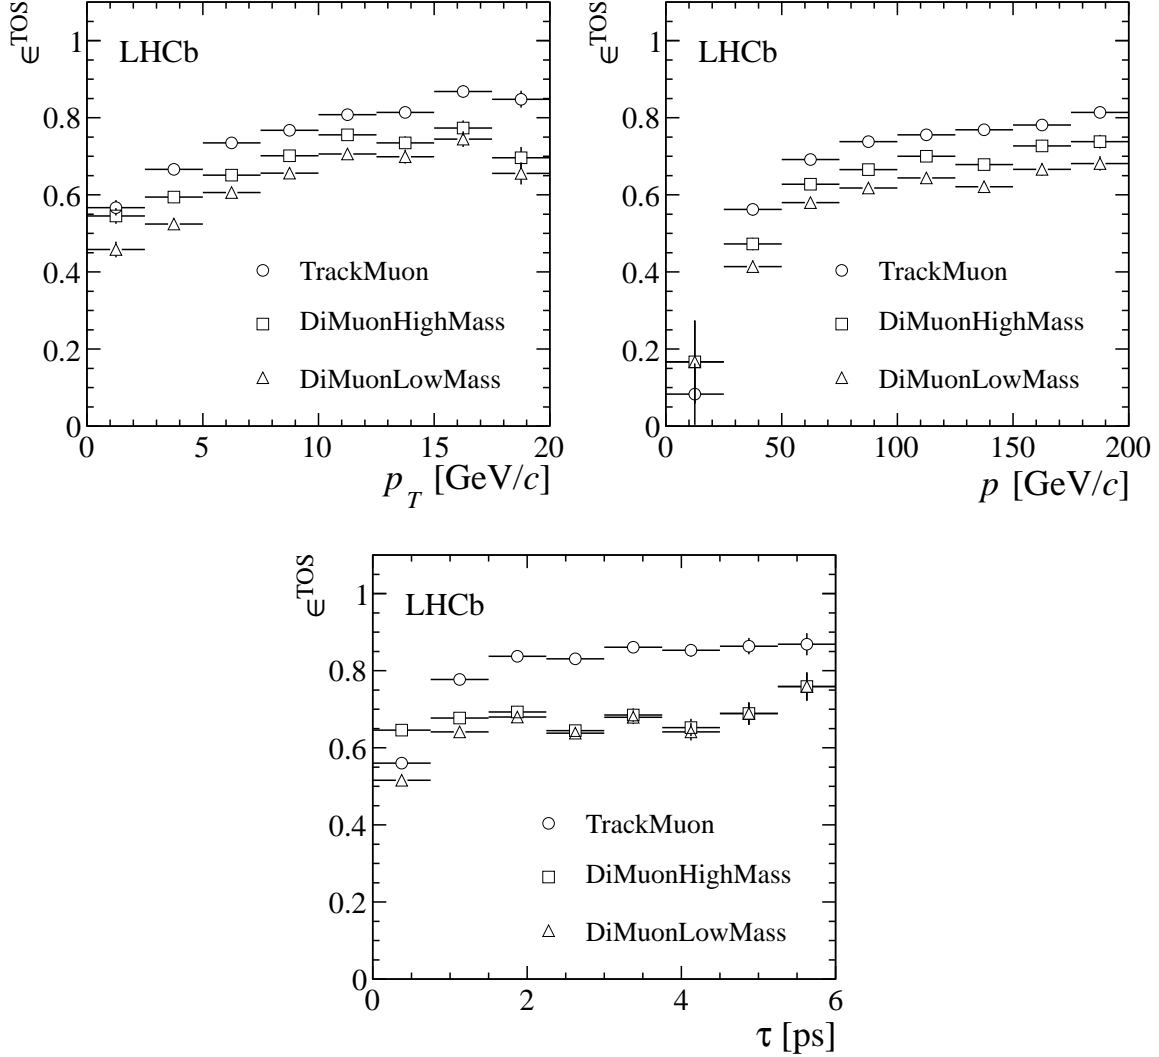 ϵ^TOS
1
0.8
0.6
0.4
0.2
0
LHCb
TrackMuon
DiMuonHighMass
DiMuonLowMass
0 5 10 15 20
p_T [GeV/c]
ϵ^TOS
1
0.8
0.6
0.4
0.2
0
LHCb
TrackMuon
DiMuonHighMass
DiMuonLowMass
0 50 100 150 200
p [GeV/c]
ϵ^TOS
1
0.8
0.6
0.4
0.2
0
LHCb
TrackMuon
DiMuonHighMass
DiMuonLowMass
0 2 4 6
τ [ps]